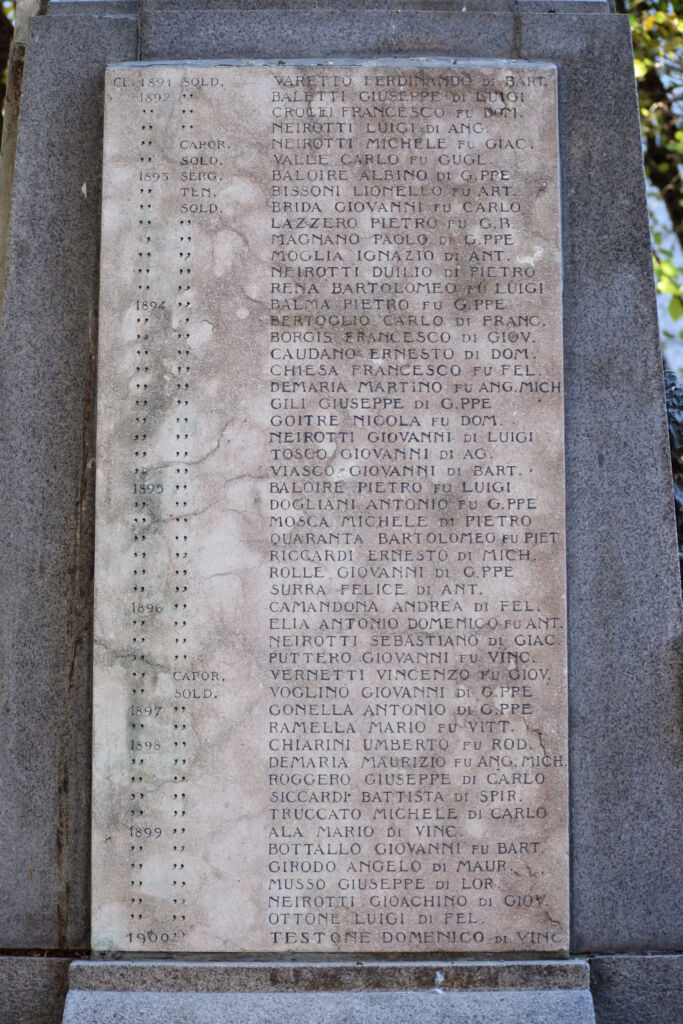 CL. 1891 SOLD. VARETTO FERDINANDO DI BART.
1892 " BALETTI GIUSEPPE DI LUIGI
" " FRANCESCO FU DOM.
" " NEIROTTI LUIGI DI ANG.
" CAPOR. NEIROTTI MICHELE FU GIAC.
" SOLD. VALLE CARLO FU GUGL.
1893 SERG. BALOIRE ALBINO DI G.PPE
" TEN. BISSONI LIONELLO FU ART.
" SOLD. BRIDA GIOVANNI FU CARLO
" " LAZZERO PIETRO FU G.B.
" " MAGNANO PAOLO DI G.PPE
" " MOGLIA IGNAZIO DI ANT.
" " NEIROTTI DUILIO DI PIETRO
" " RENA BARTOLOMEO FU LUIGI
1894 " BALMA PIETRO FU G.PPE
" " BERTOGLIO CARLO DI FRANC.
" " BORGIS FRANCESCO DI GIOV.
" " CAUDANO ERNESTO DI DOM.
" " CHIESA FRANCESCO FU FEL.
" " DEMARIA MARTINO FU ANG.MICH
" " GILI GIUSEPPE DI G.PPE
" " GOITRE NICOLA FU DOM.
" " NEIROTTI GIOVANNI DI LUIGI
" " TOSCO GIOVANNI DI AG.
" " VIASCO GIOVANNI DI BART.
1895 " BALOIRE PIETRO FU LUIGI
" " DOGLIANI ANTONIO FU G.PPE
" " MOSCA MICHELE DI PIETRO
" " QUARANTA BARTOLOMEO FU PIET
" " RICCARDI ERNESTO DI MICH.
" " ROLLE GIOVANNI DI G.PPE
" " SURRA FELICE DI ANT.
1896 " CAMANDONA ANDREA DI FEL.
" " ELIA ANTONIO DOMENICO FU ANT.
" " NEIROTTI SEBASTIANO DI GIAC.
" " PUTTERO GIOVANNI FU VINC.
" CAPOR. VERNETTI VINCENZO FU GIOV.
" SOLD. VOGLINO GIOVANNI DI G.PPE
1897 " GONELLA ANTONIO DI G.PPE
" " RAMELLA MARIO FU VITT.
1898 " CHIARINI UMBERTO FU ROD.
" " DEMARIA MAURIZIO FU ANG.MICH.
" " ROGGERO GIUSEPPE DI CARLO
" " SICCARDI BATTISTA DI SPIR.
" " TRUCCATO MICHELE DI CARLO
1899 " ALA MARIO DI VINC.
" " BOTTALLO GIOVANNI FU BART.
" " GIRODO ANGELO DI MAUR.
" " MUSSO GIUSEPPE DI LOR.
" " NEIROTTI GIOACHINO DI GIOV.
" " OTTONE LUIGI DI FEL.
1900 " TESTONE DOMENICO DI VINC